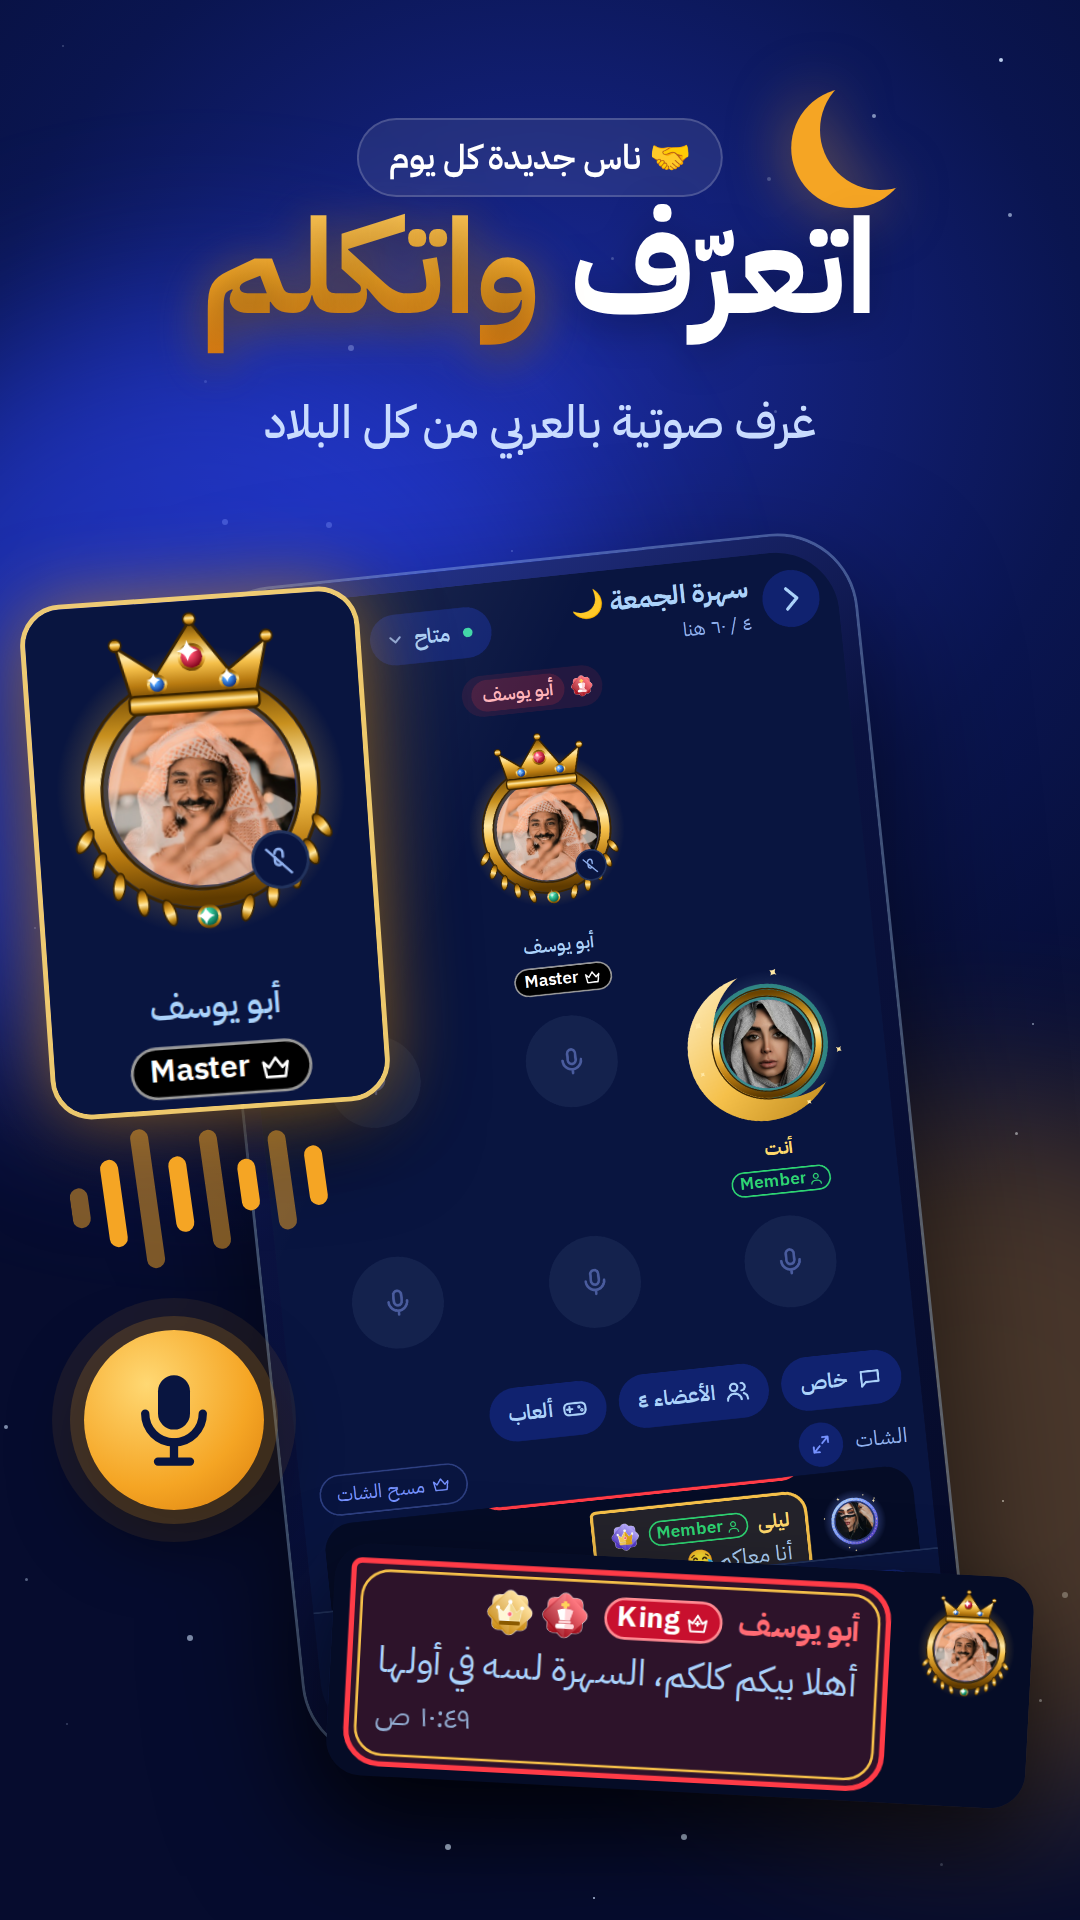 ناس جديدة كل يوم 🤝
اتعرّف واتكلم
غرف صوتية بالعربي من كل البلاد
سهرة الجمعة 🌙
٤ / ٦٠ هنا
متاح
أبو يوسف
أبو يوسف
Master
أبو يوسف
Master
أنت
Member
خاص
الأعضاء ٤
ألعاب
الشات
مسح الشات
ليلى Member
أنا معاكم 😂
أبو يوسف King
أهلا بيكم كلكم، السهرة لسه في أولها
١٠:٤٩ ص